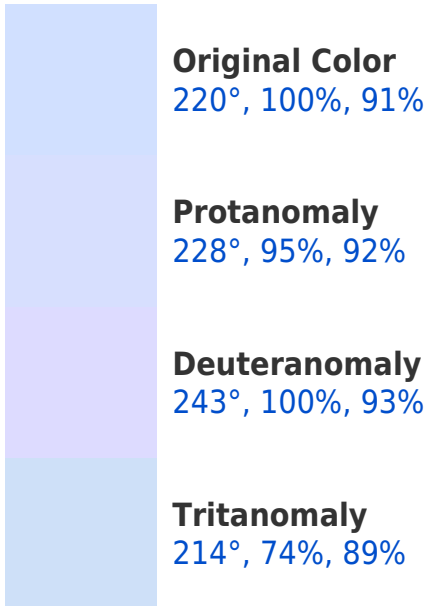 Original Color
220°, 100%, 91%
Protanomaly
228°, 95%, 92%
Deuteranomaly
243°, 100%, 93%
Tritanomaly
214°, 74%, 89%